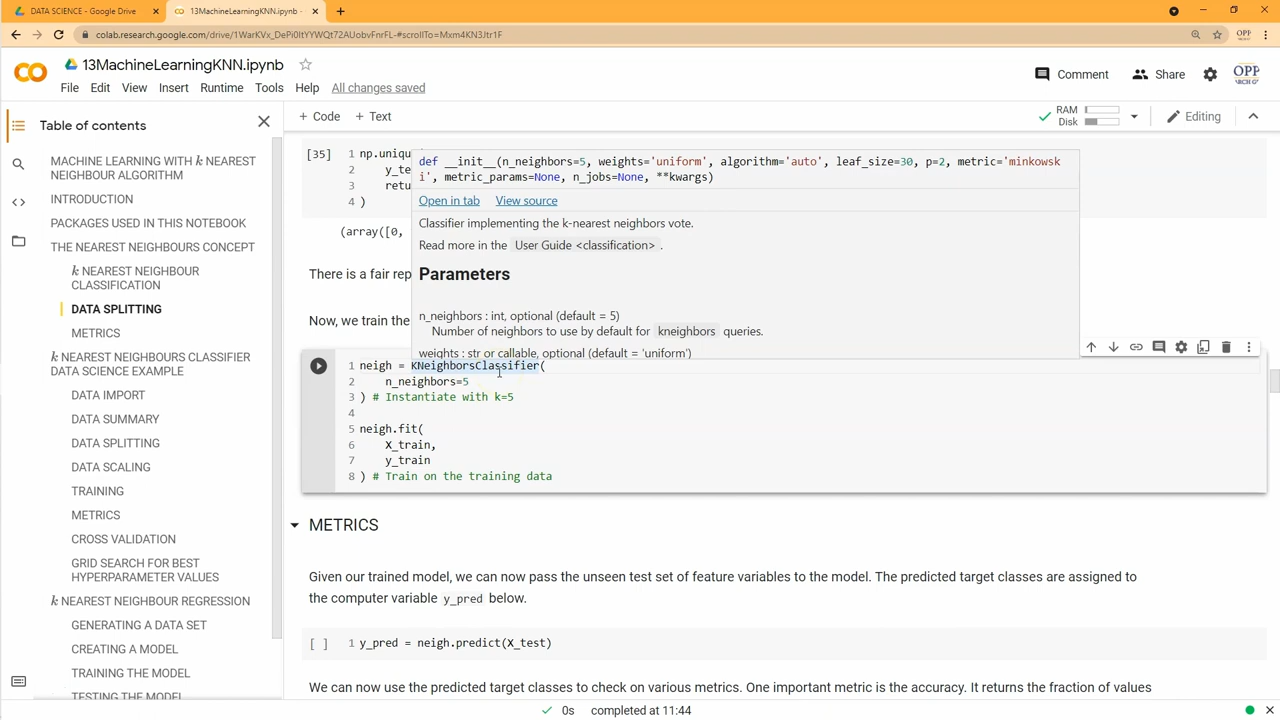 DATA SCIENCE - Google Drive
13MachineLearningKNN.ipynb -
colab.research.google.com/drive/1WarKVx_DePi0ItYYWQt72AUobvFnrFL-#scrollTo=Mxm4KN3Jtr1F
13MachineLearningKNN.ipynb
File Edit View Insert Runtime Tools Help All changes saved
Comment Share
Table of contents
+ Code + Text
RAM
Disk
Editing
MACHINE LEARNING WITH k NEAREST
NEIGHBOUR ALGORITHM
INTRODUCTION
PACKAGES USED IN THIS NOTEBOOK
THE NEAREST NEIGHBOURS CONCEPT
k NEAREST NEIGHBOUR
CLASSIFICATION
DATA SPLITTING
METRICS
k NEAREST NEIGHBOURS CLASSIFIER
DATA SCIENCE EXAMPLE
DATA IMPORT
DATA SUMMARY
DATA SPLITTING
DATA SCALING
TRAINING
METRICS
CROSS VALIDATION
GRID SEARCH FOR BEST
HYPERPARAMETER VALUES
k NEAREST NEIGHBOUR REGRESSION
GENERATING A DATA SET
CREATING A MODEL
TRAINING THE MODEL
TESTING THE MODEL
[35] 1 np.uniqu
2 y_te
3 retu
4 )
(array([0,
There is a fair rep
Now, we train the
def __init__(n_neighbors=5, weights='uniform', algorithm='auto', leaf_size=30, p=2, metric='minkowsk
i', metric_params=None, n_jobs=None, **kwargs)
Open in tab View source
Classifier implementing the k-nearest neighbors vote.
Read more in the User Guide <classification> .
Parameters
n_neighbors : int, optional (default = 5)
Number of neighbors to use by default for kneighbors queries.
weights : str or callable, optional (default = 'uniform')
1 neigh = KNeighborsClassifier(
2 n_neighbors=5
3 ) # Instantiate with k=5
4
5 neigh.fit(
6 X_train,
7 y_train
8 ) # Train on the training data
METRICS
Given our trained model, we can now pass the unseen test set of feature variables to the model. The predicted target classes are assigned to
the computer variable y_pred below.
[ ] 1 y_pred = neigh.predict(X_test)
We can now use the predicted target classes to check on various metrics. One important metric is the accuracy. It returns the fraction of values
0s completed at 11:44